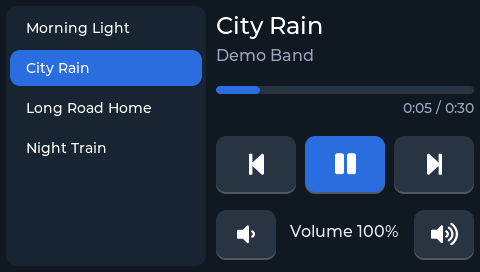 Morning Light
City Rain
Long Road Home
Night Train
City Rain
Demo Band
0:05 / 0:30
Volume 100%